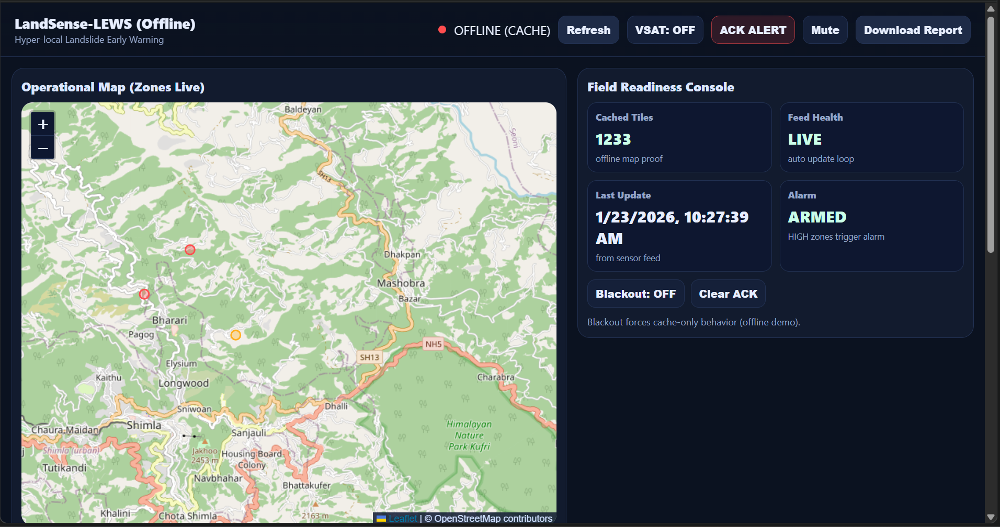 LandSense-LEWS (Offline)
Hyper-local Landslide Early Warning
OFFLINE (CACHE)
Refresh
VSAT: OFF
ACK ALERT
Mute
Download Report
Operational Map (Zones Live)
+
−
Baldeyan
Seoni
SH13
Dhakpan
Mashobra
Bazar
Bharari
Pagog
NH5
SH13
Elysium
Kaithu
Longwood
Charabra
Sniwoan
Dhalli
Shimla
Chaura Maidan
Sanjauli
Himalayan
Nature
Park Kufri
j
Shimla (urban)
Jakhoo
2453 m
Housing Board
Colony
Tutikandi
Navbhahar
Bhattakufer
Khalini
Chota Shimla
2163 m
Leaflet | © OpenStreetMap contributors
Field Readiness Console
Cached Tiles
1233
offline map proof
Feed Health
LIVE
auto update loop
Last Update
1/23/2026, 10:27:39
AM
from sensor feed
Alarm
ARMED
HIGH zones trigger alarm
Blackout: OFF
Clear ACK
Blackout forces cache-only behavior (offline demo).